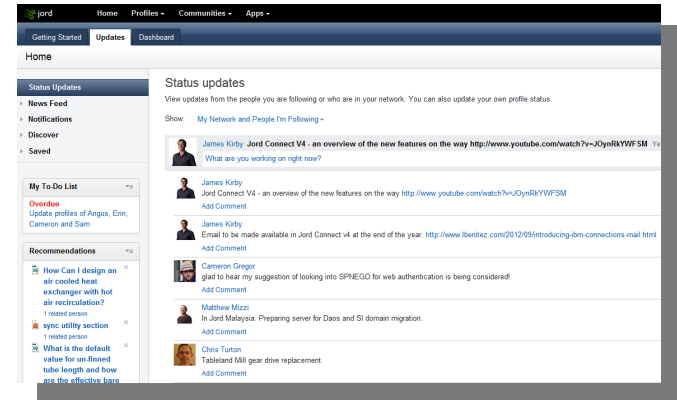 jord Home Profiles Communities Apps
Getting Started Updates Dashboard
Home
Status Updates
News Feed
Notifications
Discover
Saved
My To-Do List
Overdue
Update profiles of Angus, Erin,
Cameron and Sam
Recommendations
How Can I design an
air cooled heat
exchanger with hot
air recirculation?
1 related person
sync utility section
1 related person
What is the default
value for un-finned
tube length and how
are the effective bare
Status updates
View updates from the people you are following or who are in your network. You can also update your own profile status.
Show: My Network and People I'm Following
James Kirby Jord Connect V4 - an overview of the new features on the way http://www.youtube.com/watch?v=JOynRkYWFSM Ye
What are you working on right now?
James Kirby
Jord Connect V4 - an overview of the new features on the way http://www.youtube.com/watch?v=JOynRkYWFSM
Add Comment
James Kirby
Email to be made available in Jord Connect v4 at the end of the year. http://www.lbenitez.com/2012/09/introducing-ibm-connections-mail.html
Add Comment
Cameron Gregor
glad to hear my suggestion of looking into SPNEGO for web authentication is being considered!
Add Comment
Matthew Mizzi
In Jord Malaysia. Preparing server for Daos and SI domain migration.
Add Comment
Chris Turton
Tableland Mill gear drive replacement
Add Comment